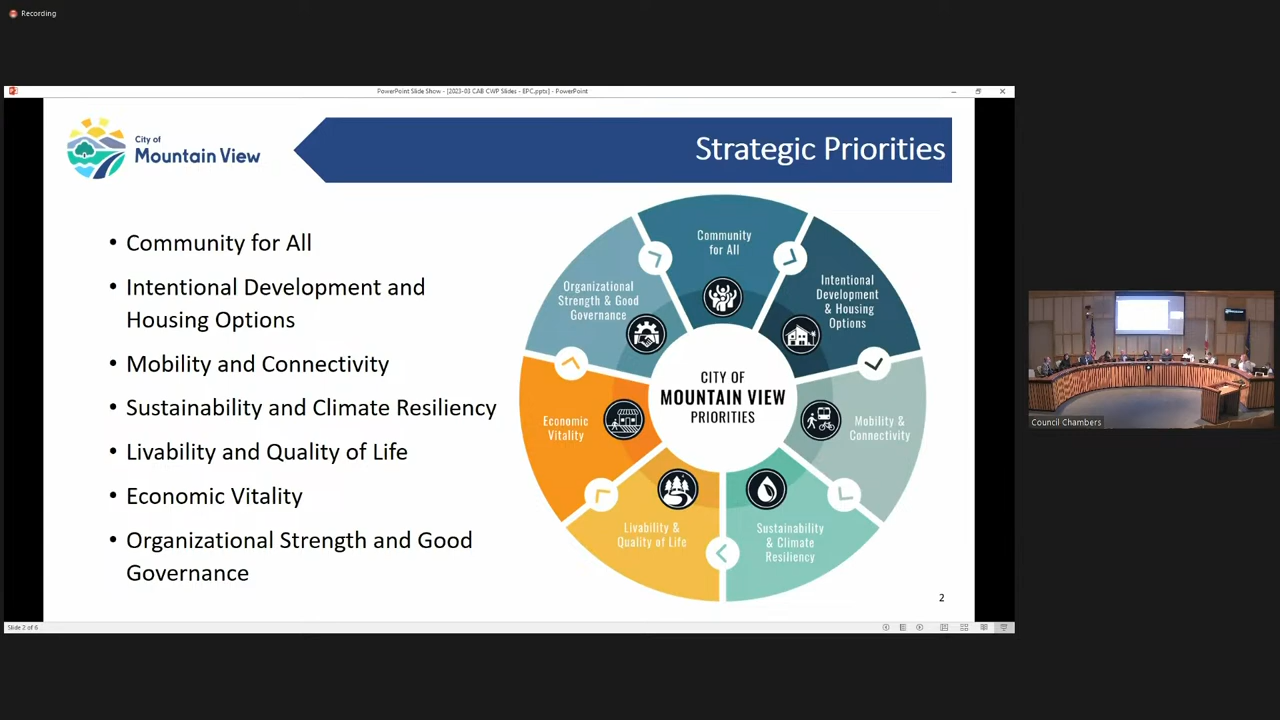 Recording
PowerPoint Slide Show - [2023-03 CAB CWP Slides - EPC.pptx] - PowerPoint
City of
Mountain View
Strategic Priorities
• Community for All
• Intentional Development and
Housing Options
• Mobility and Connectivity
• Sustainability and Climate Resiliency
• Livability and Quality of Life
• Economic Vitality
• Organizational Strength and Good
Governance
Community
for All
Intentional
Development
& Housing
Options
Mobility &
Connectivity
Sustainability
& Climate
Resiliency
Livability &
Quality of Life
Economic
Vitality
Organizational
Strength & Good
Governance
CITY OF
MOUNTAIN VIEW
PRIORITIES
2
Slide 2 of 6
Council Chambers